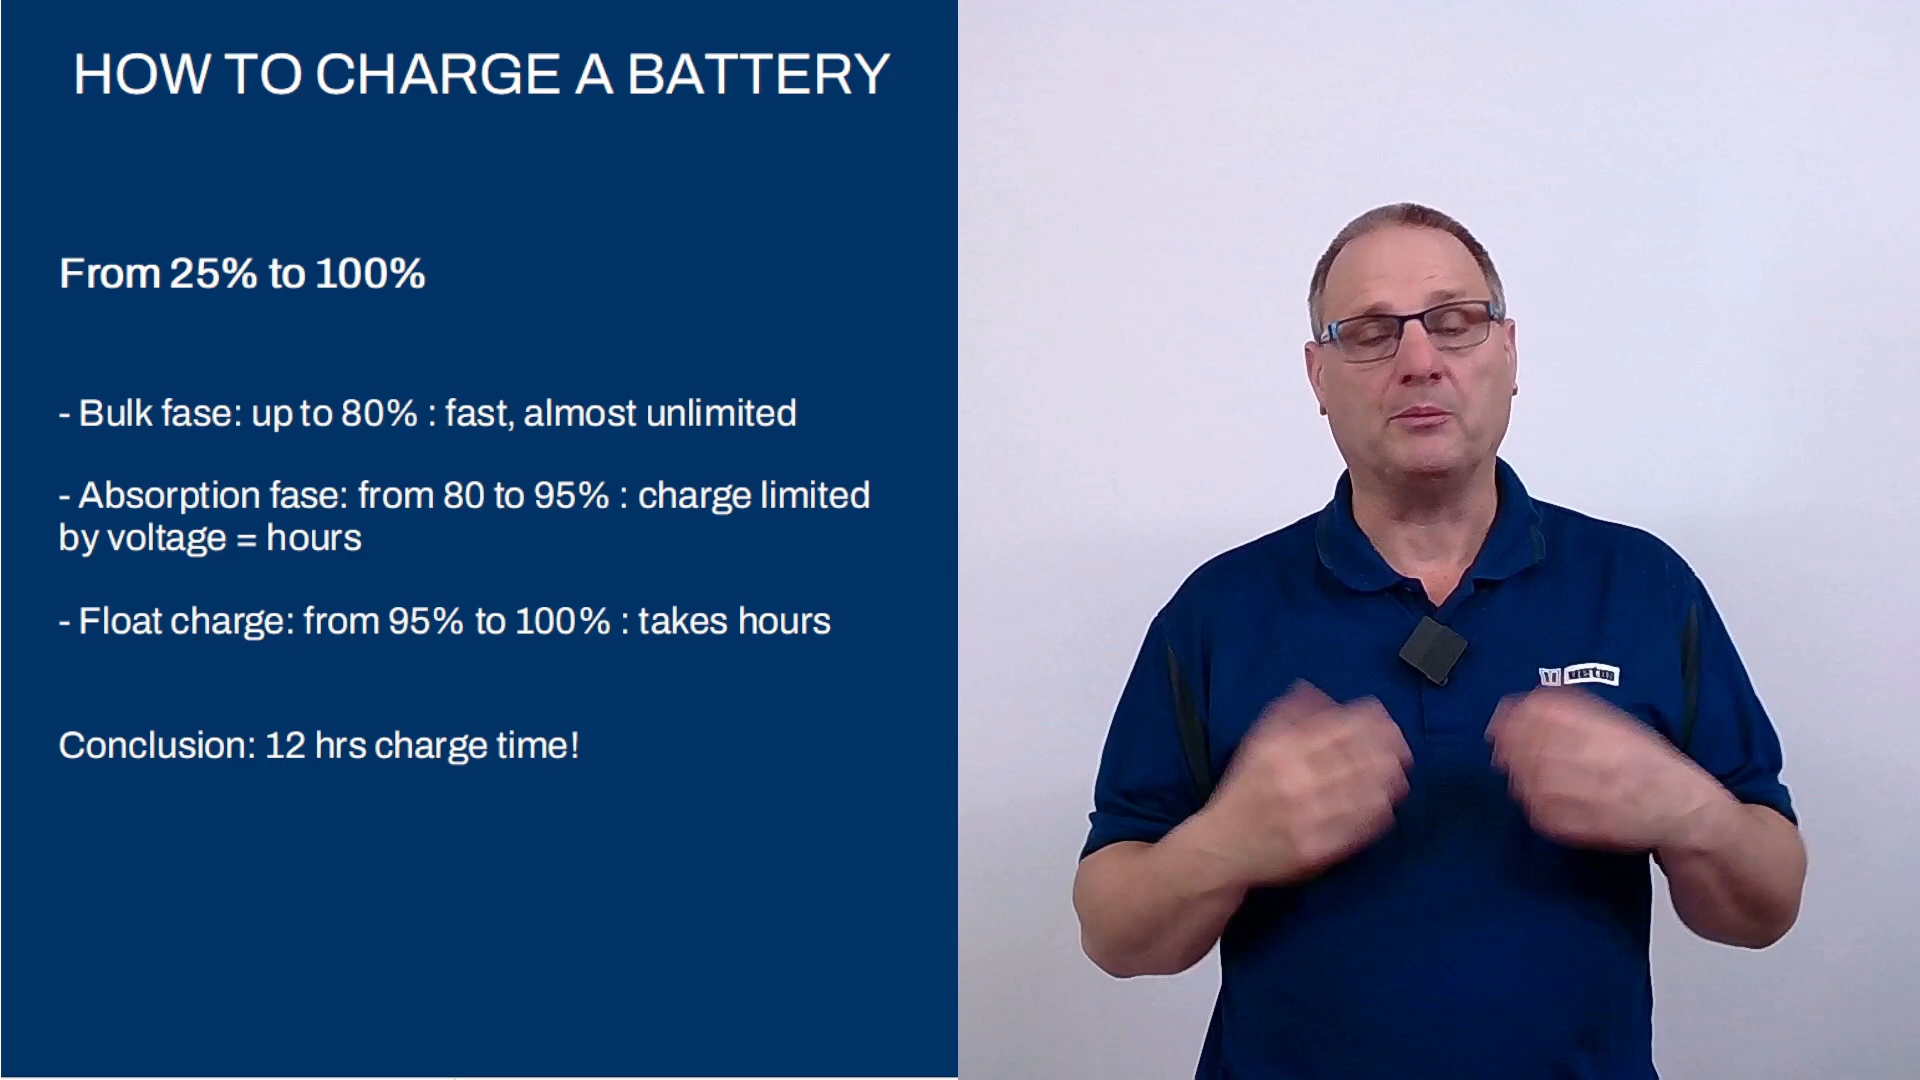 HOW TO CHARGE A BATTERY
From 25% to 100%
- Bulk fase: up to 80% : fast, almost unlimited
- Absorption fase: from 80 to 95% : charge limited
by voltage = hours
- Float charge: from 95% to 100% : takes hours
Conclusion: 12 hrs charge time!